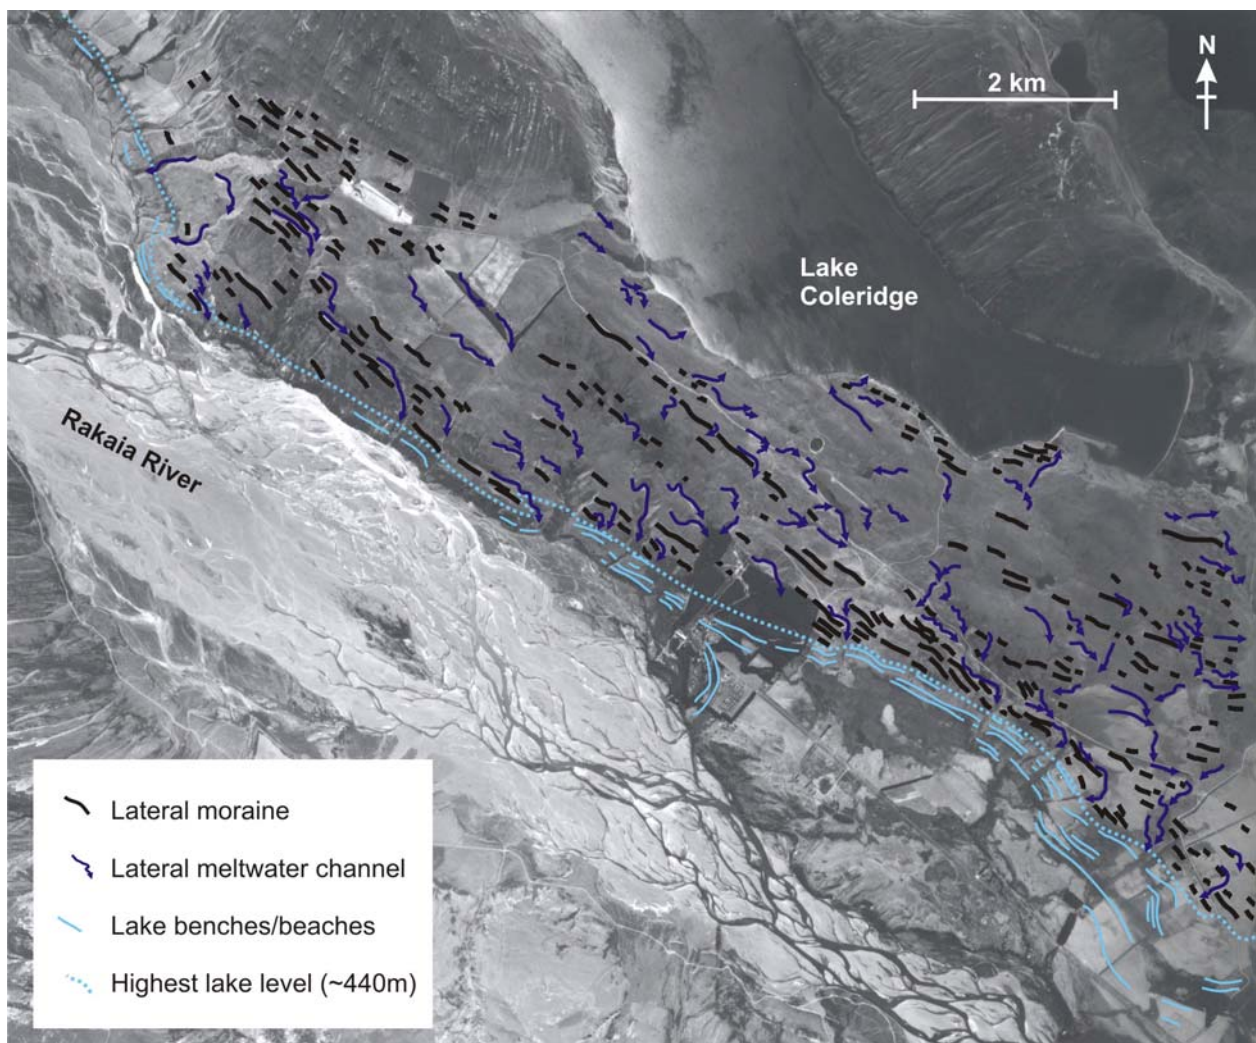 N
2 km
Lake
Coleridge
Rakaia River
Lateral moraine
Lateral meltwater channel
Lake benches/beaches
Highest lake level (~440m)